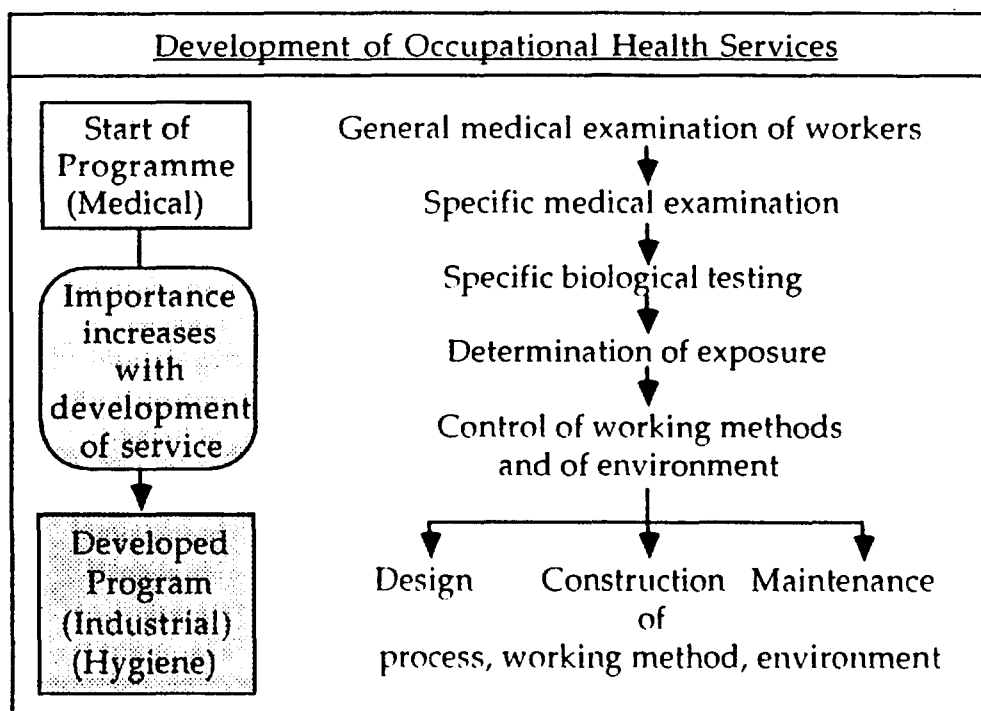 Development of Occupational Health Services
Start of
Programme
(Medical)
Importance
increases
with
development
of service
Developed
Program
(Industrial)
(Hygiene)
General medical examination of workers
Specific medical examination
Specific biological testing
Determination of exposure
Control of working methods
and of environment
Design Construction Maintenance
of
process, working method, environment